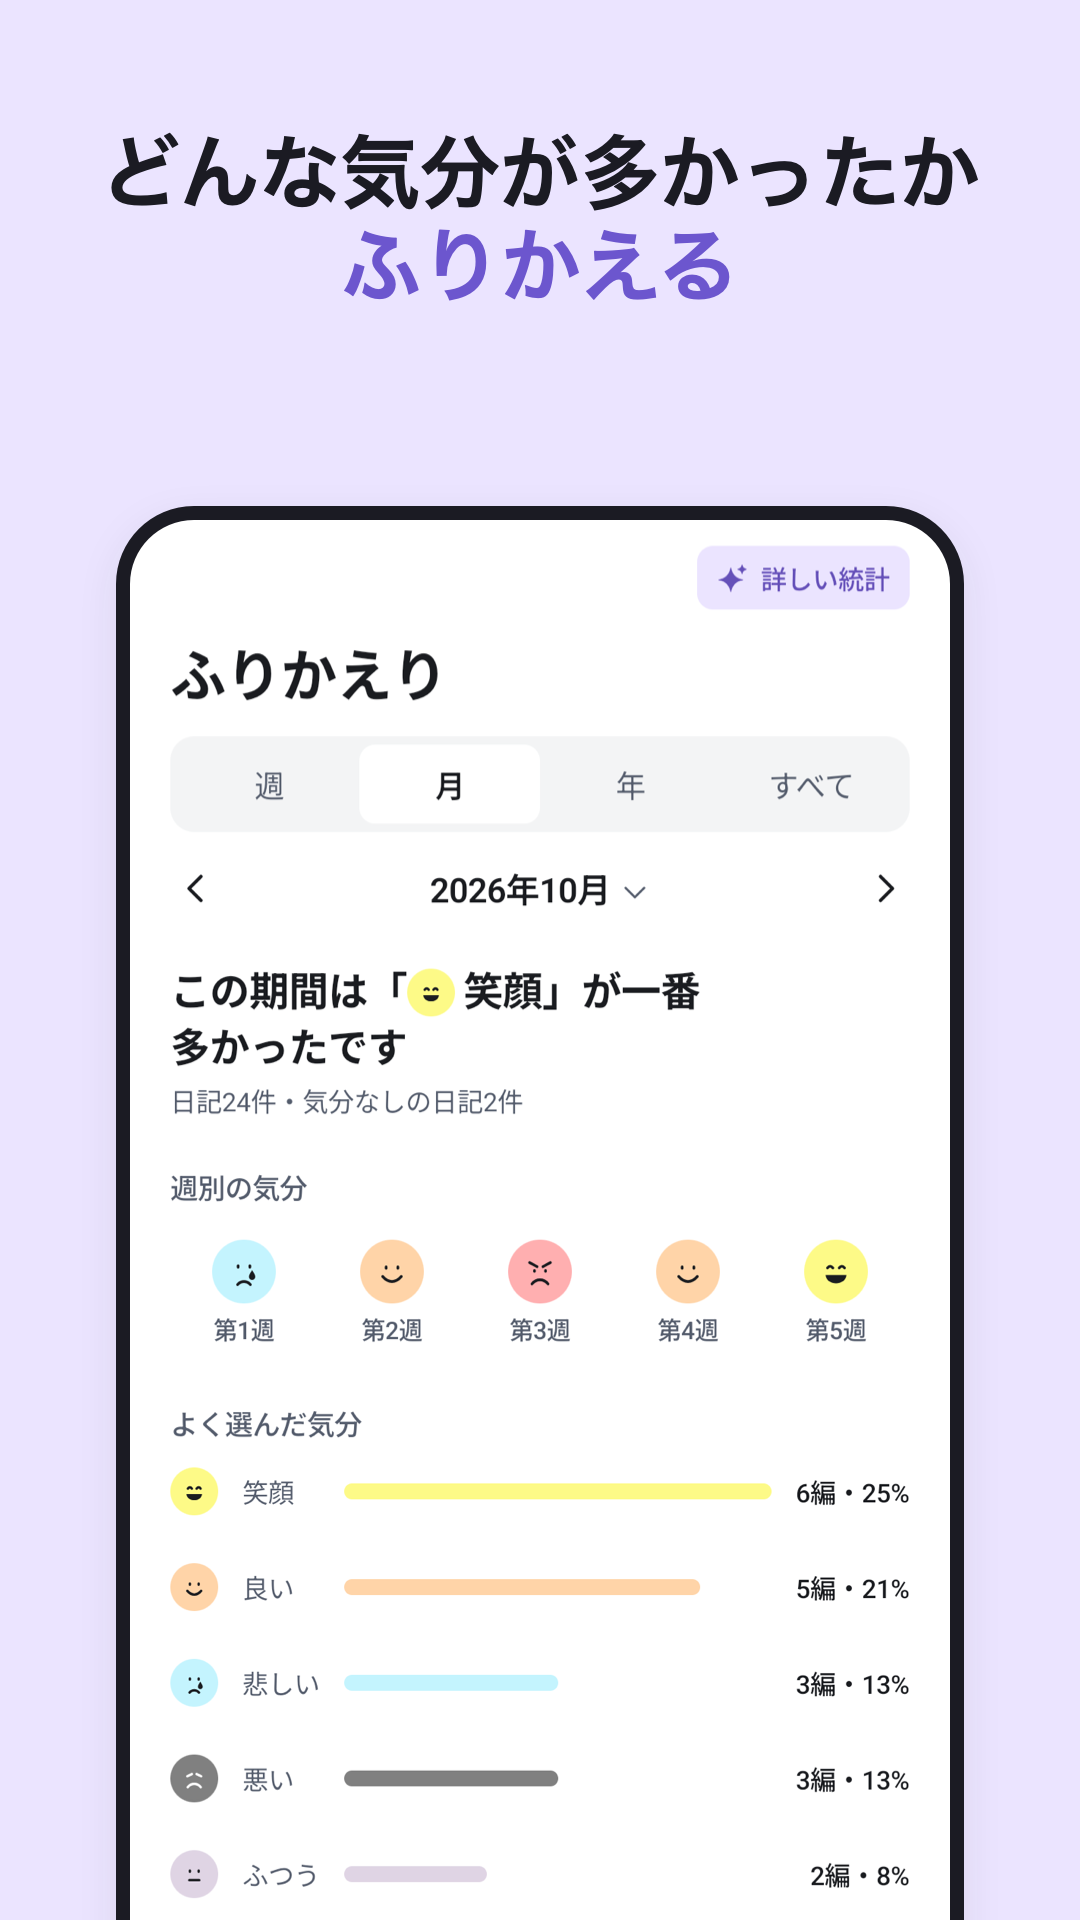 どんな気分が多かったか
ふりかえる
詳しい統計
ふりかえり
週 月 年 すべて
2026年10月
この期間は「笑顔」が一番
多かったです
日記24件・気分なしの日記2件
週別の気分
第1週 第2週 第3週 第4週 第5週
よく選んだ気分
笑顔 6編・25%
良い 5編・21%
悲しい 3編・13%
悪い 3編・13%
ふつう 2編・8%